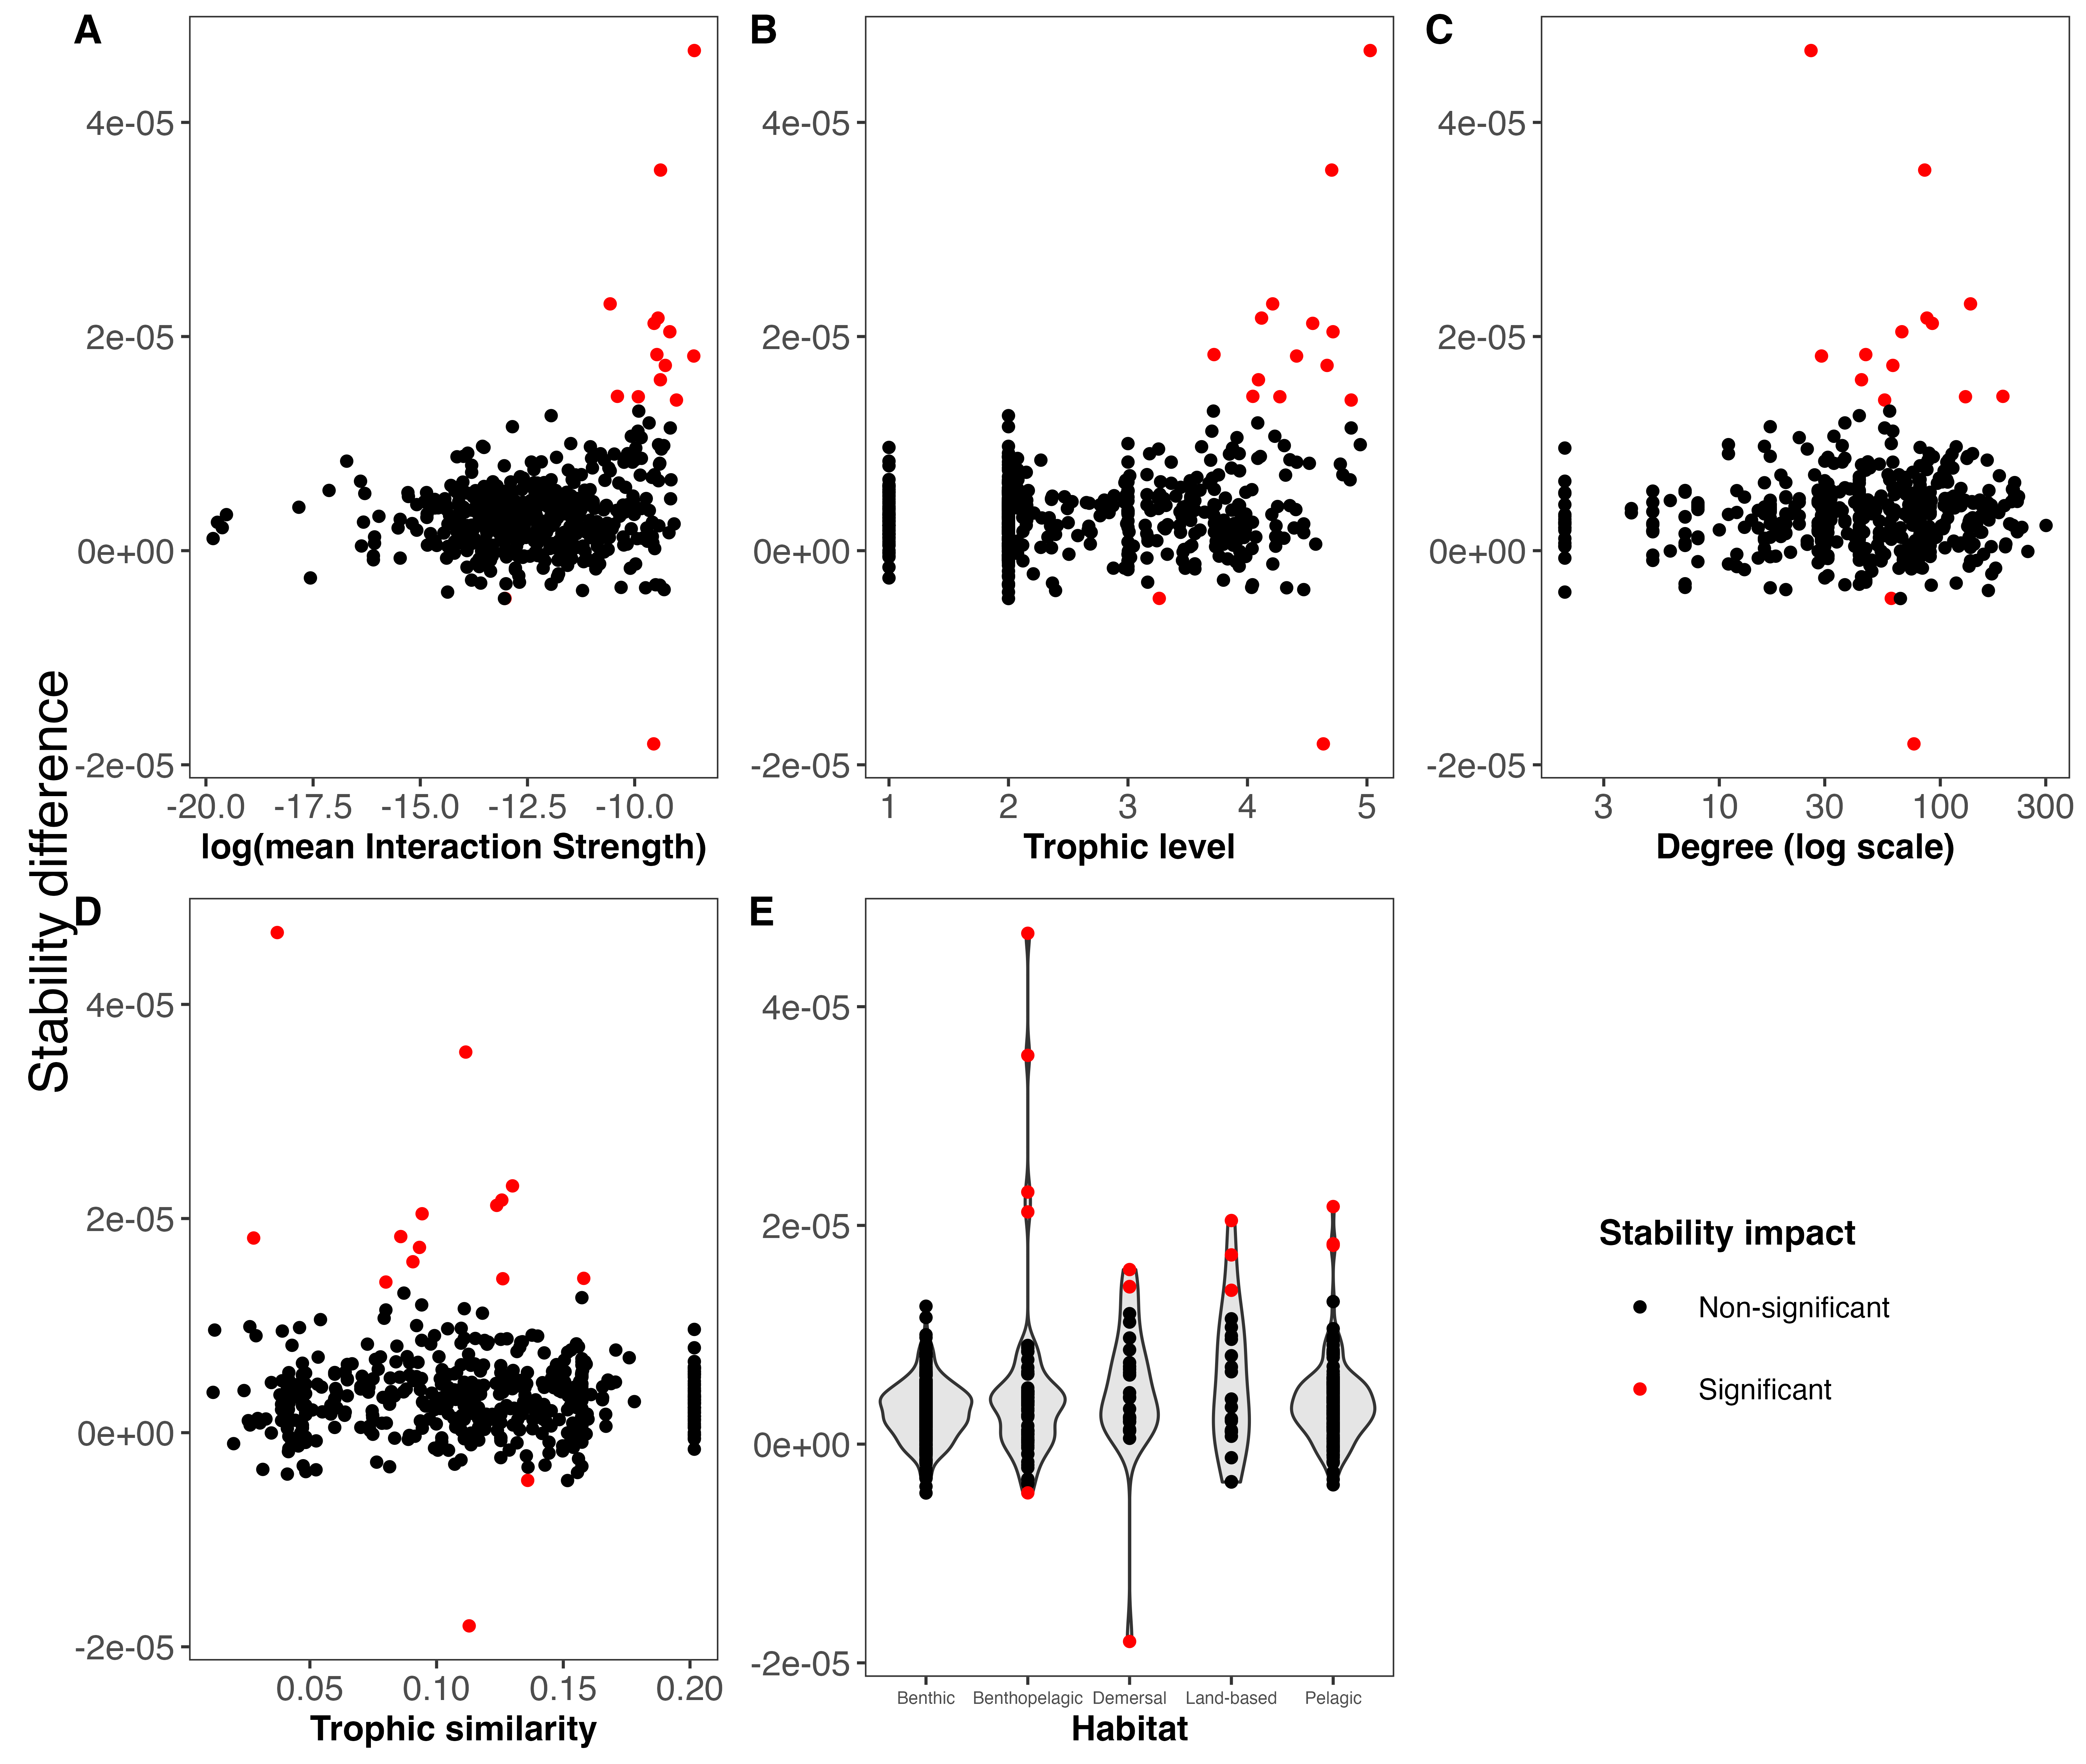 A
B
C
4e-05
2e-05
0e+00
-2e-05
4e-05
2e-05
0e+00
-2e-05
4e-05
2e-05
0e+00
-2e-05
-20.0 -17.5 -15.0 -12.5 -10.0
1 2 3 4 5
3 10 30 100 300
log(mean Interaction Strength)
Trophic level
Degree (log scale)
Stability difference
D
E
4e-05
2e-05
0e+00
-2e-05
4e-05
2e-05
0e+00
-2e-05
0.05 0.10 0.15 0.20
Benthic Benthopelagic Demersal Land-based Pelagic
Trophic similarity
Habitat
Stability impact
Non-significant
Significant